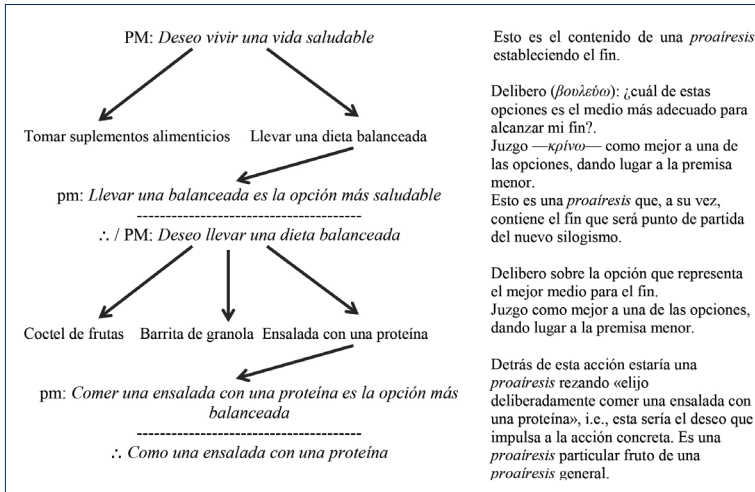 PM: Deseo vivir una vida saludable
Tomar suplementos alimenticios Llevar una dieta balanceada
pm: Llevar una balanceada es la opción más saludable
--------------------------------------
∴ / PM: Deseo llevar una dieta balanceada
Coctel de frutas Barrita de granola Ensalada con una proteína
pm: Comer una ensalada con una proteína es la opción más
balanceada
--------------------------------------
∴ Como una ensalada con una proteína
Esto es el contenido de una proaíresis
estableciendo el fin.
Delibero (βουλεύω): ¿cuál de estas
opciones es el medio más adecuado para
alcanzar mi fin?.
Juzgo —κρίνω— como mejor a una de
las opciones, dando lugar a la premisa
menor.
Esto es una proaíresis que, a su vez,
contiene el fin que será punto de partida
del nuevo silogismo.
Delibero sobre la opción que representa
el mejor medio para el fin.
Juzgo como mejor a una de las opciones,
dando lugar a la premisa menor.
Detrás de esta acción estaría una
proaíresis rezando «elijo
deliberadamente comer una ensalada con
una proteína», i.e., esta sería el deseo que
impulsa a la acción concreta. Es una
proaíresis particular fruto de una
proaíresis general.